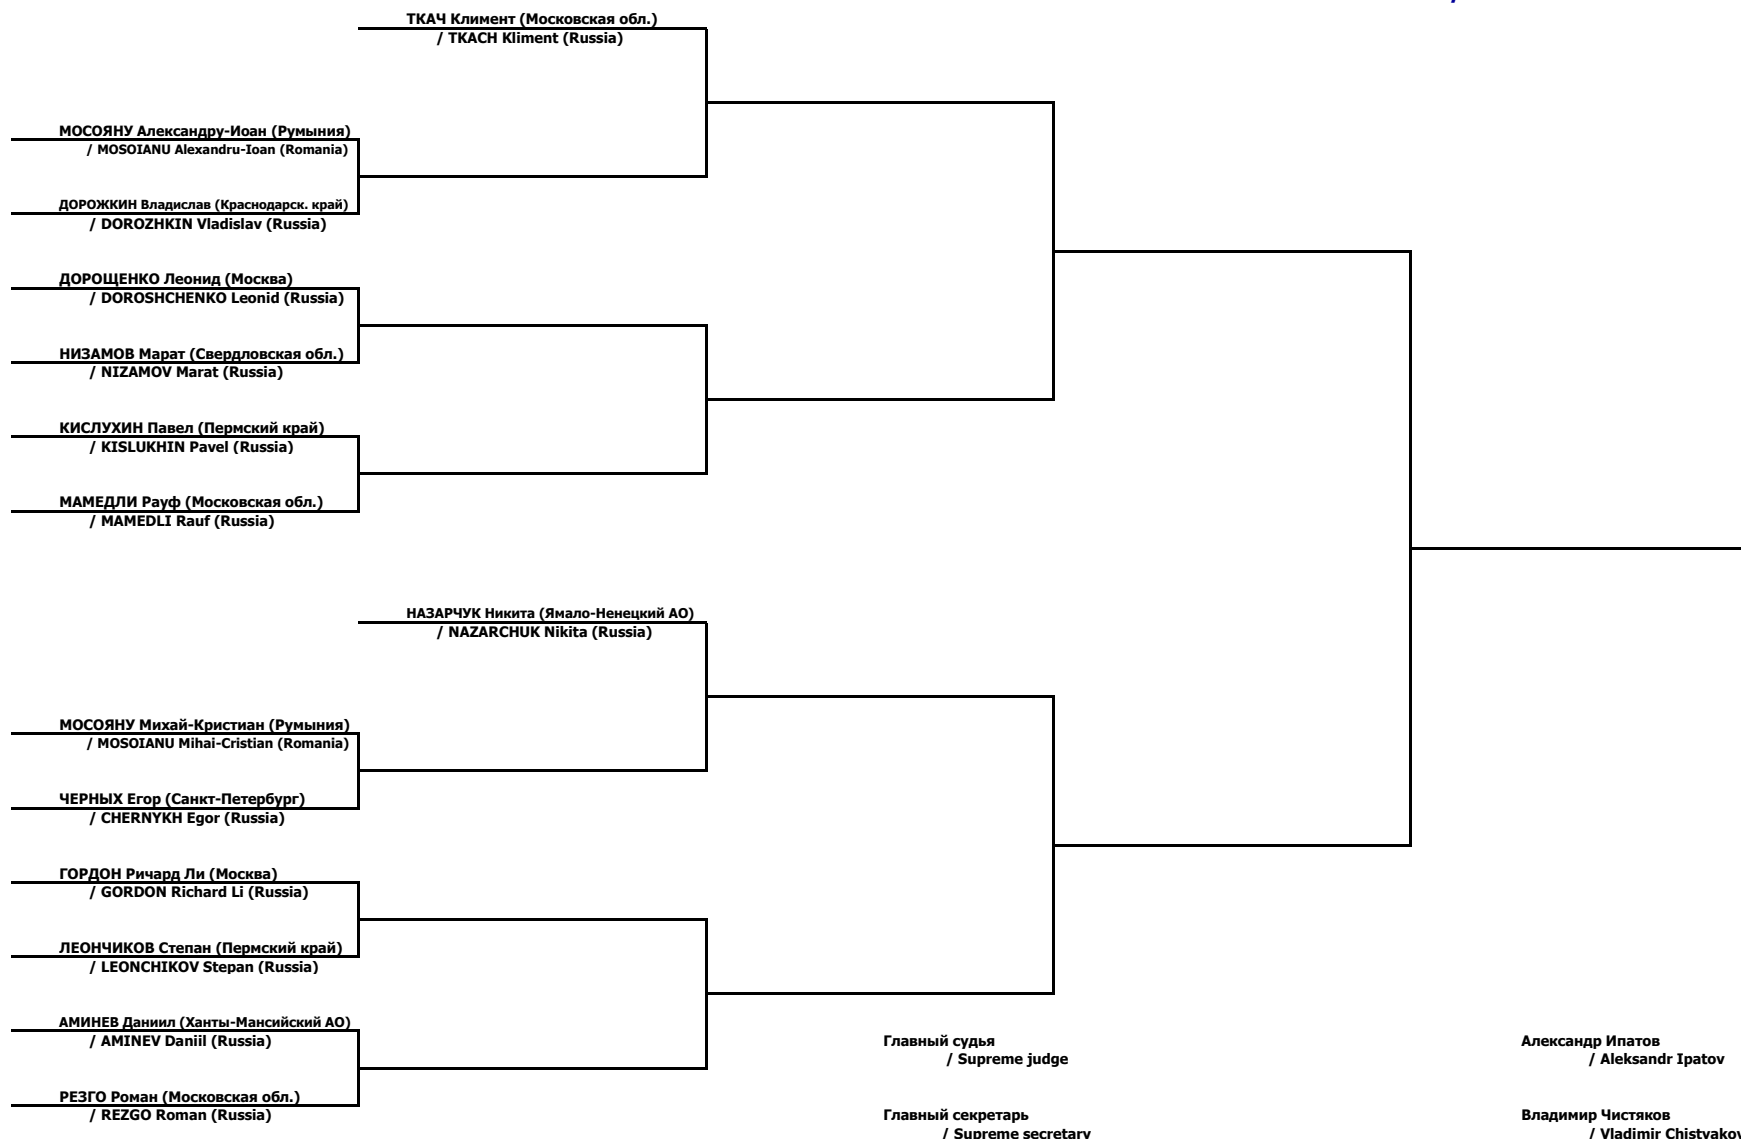 ТКАЧ Климент (Московская обл.)
/ TKACH Kliment (Russia)
МОСОЯНУ Александру-Иоан (Румыния)
/ MOSOIANU Alexandru-Ioan (Romania)
ДОРОЖКИН Владислав (Краснодарск. край)
/ DOROZHKIN Vladislav (Russia)
ДОРОЩЕНКО Леонид (Москва)
/ DOROSHCHENKO Leonid (Russia)
НИЗАМОВ Марат (Свердловская обл.)
/ NIZAMOV Marat (Russia)
КИСЛУХИН Павел (Пермский край)
/ KISLUKHIN Pavel (Russia)
МАМЕДЛИ Рауф (Московская обл.)
/ MAMEDLI Rauf (Russia)
НАЗАРЧУК Никита (Ямало-Ненецкий АО)
/ NAZARCHUK Nikita (Russia)
МОСОЯНУ Михай-Кристиан (Румыния)
/ MOSOIANU Mihai-Cristian (Romania)
ЧЕРНЫХ Егор (Санкт-Петербург)
/ CHERNYKH Egor (Russia)
ГОРДОН Ричард Ли (Москва)
/ GORDON Richard Li (Russia)
ЛЕОНЧИКОВ Степан (Пермский край)
/ LEONCHIKOV Stepan (Russia)
АМИНЕВ Даниил (Ханты-Мансийский АО)
/ AMINEV Daniil (Russia)
РЕЗГО Роман (Московская обл.)
/ REZGO Roman (Russia)
Главный судья
/ Supreme judge
Александр Ипатов
/ Aleksandr Ipatov
Главный секретарь
/ Supreme secretary
Владимир Чистяков
/ Vladimir Chistyakov